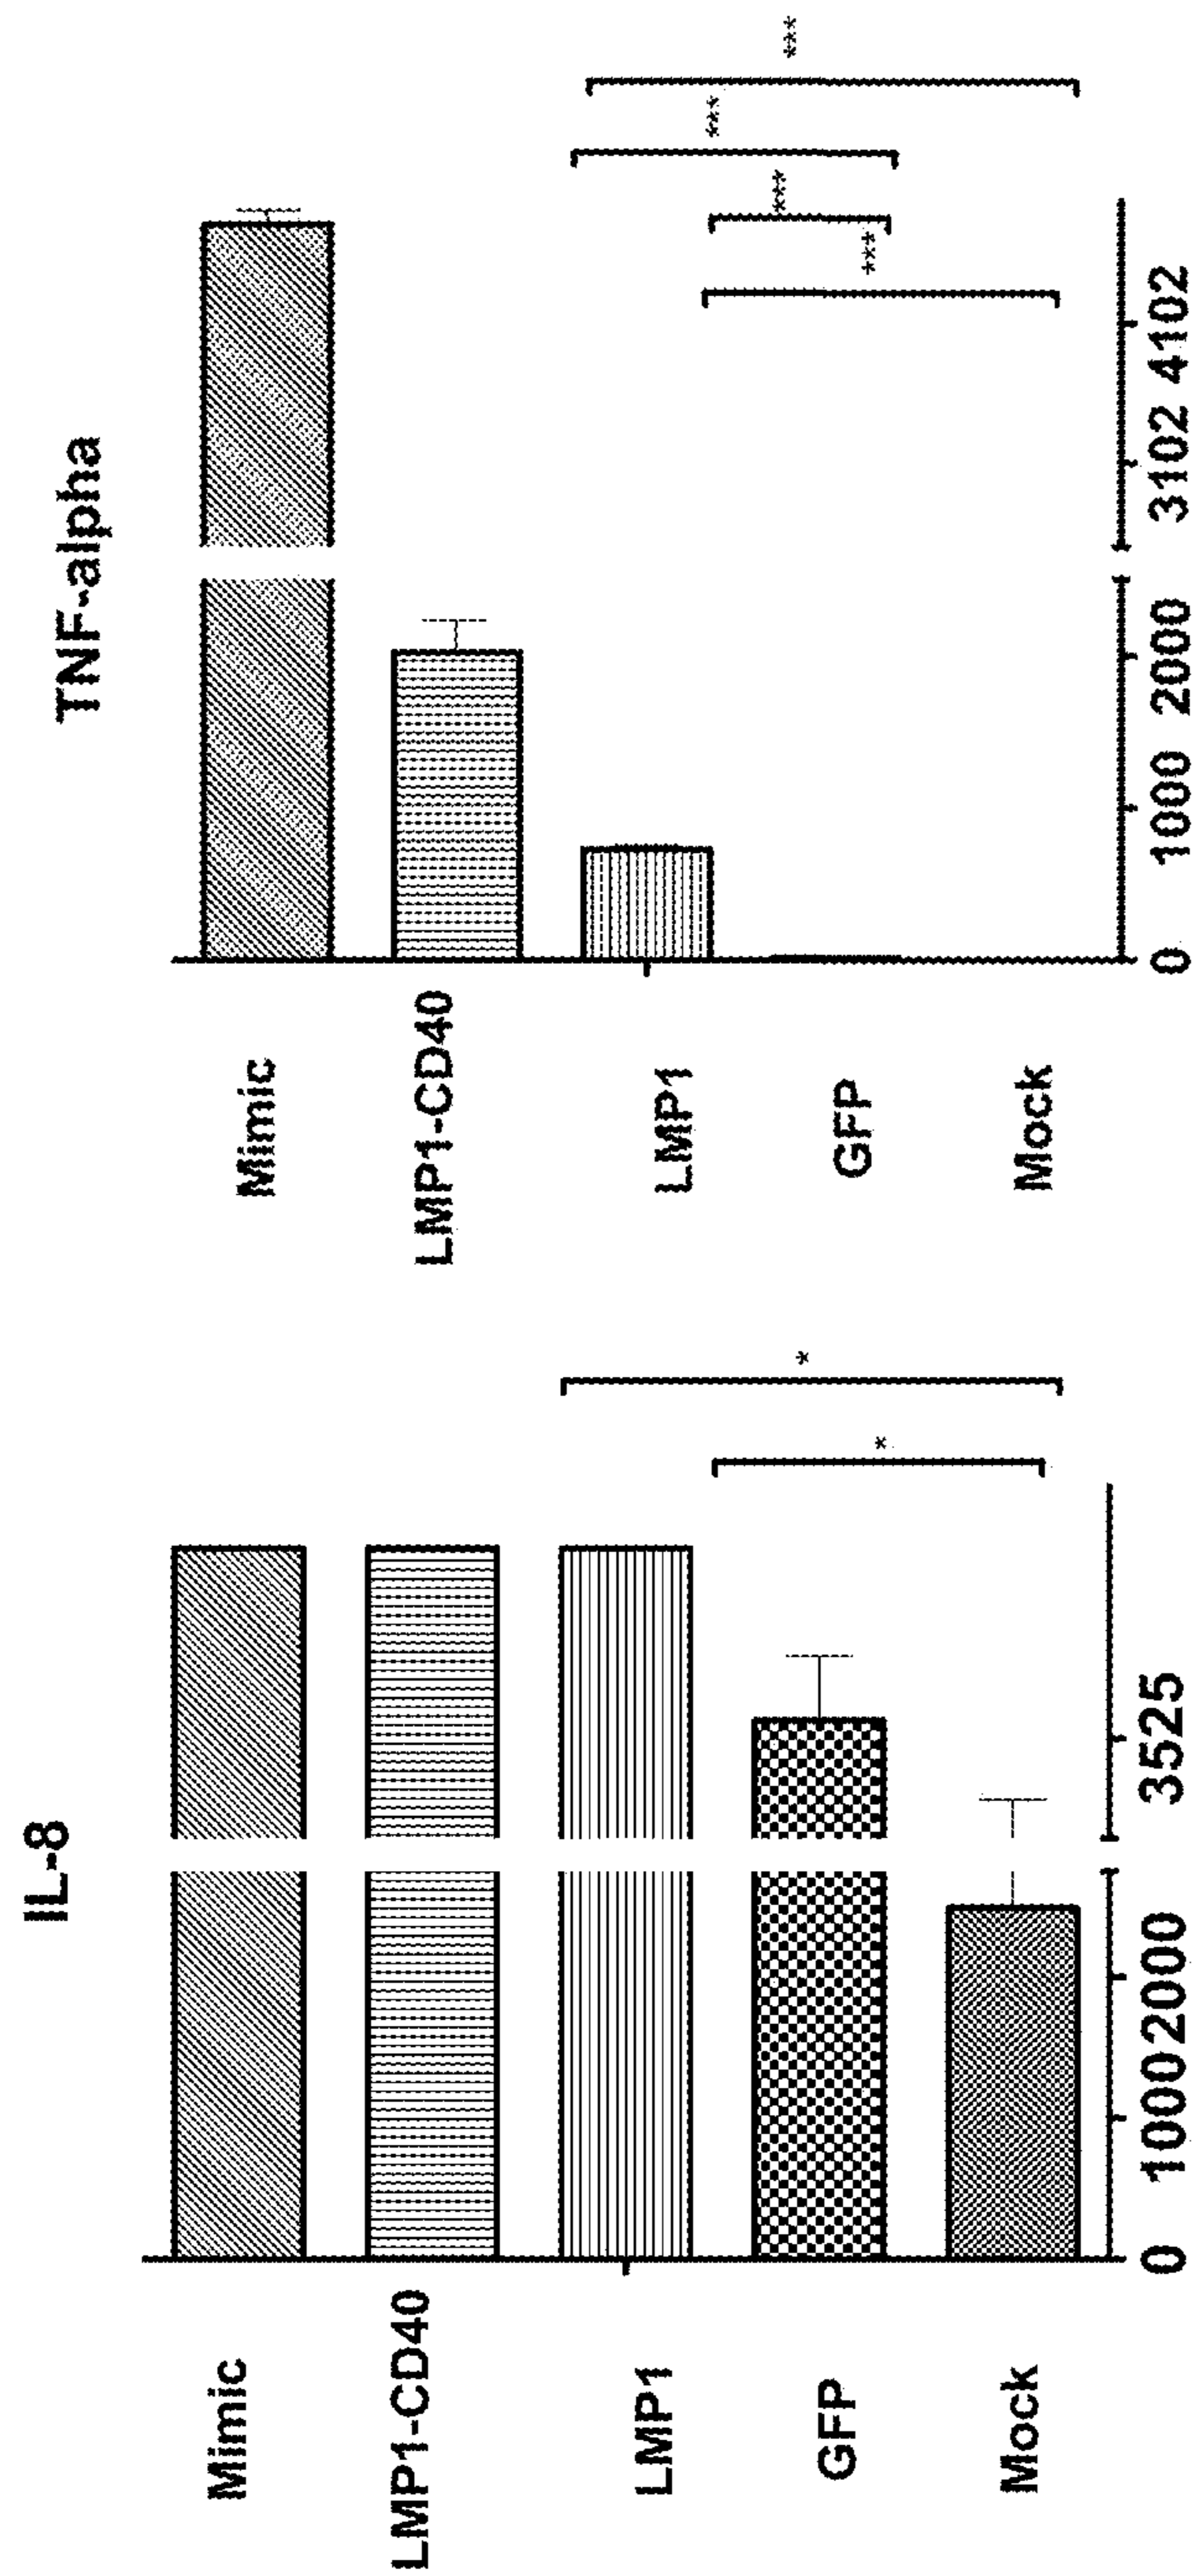 IL-8
Mimic
LMP1-CD40
LMP1
GFP
Mock
0 1000 2000 3525
*
*
TNF-alpha
Mimic
LMP1-CD40
LMP1
GFP
Mock
0 1000 2000 3102 4102
***
***
***
***